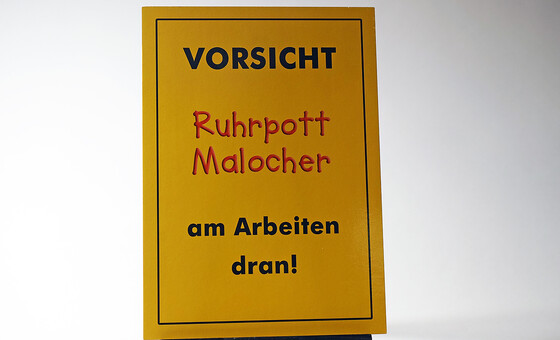 VORSICHT
Ruhrpott
Malocher
am Arbeiten
dran!